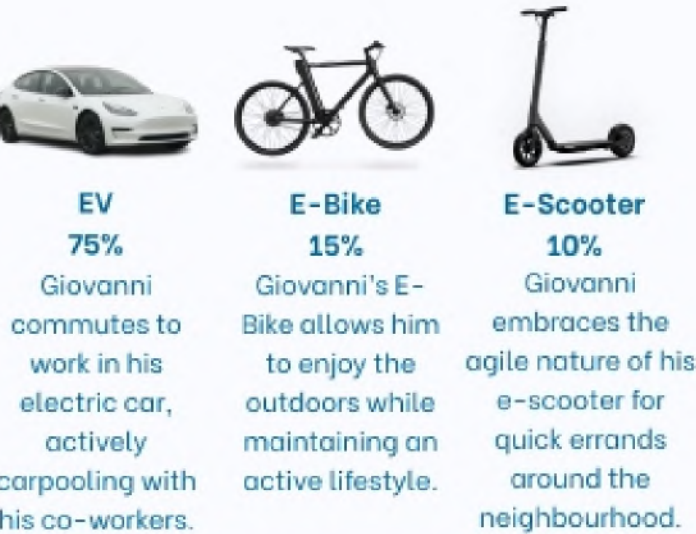 EV
75%
Giovanni
commutes to
work in his
electric car,
actively
carpooling with
his co-workers.
E-Bike
15%
Giovanni's E-
Bike allows him
to enjoy the
outdoors while
maintaining an
active lifestyle.
E-Scooter
10%
Giovanni
embraces the
agile nature of his
e-scooter for
quick errands
around the
neighbourhood.